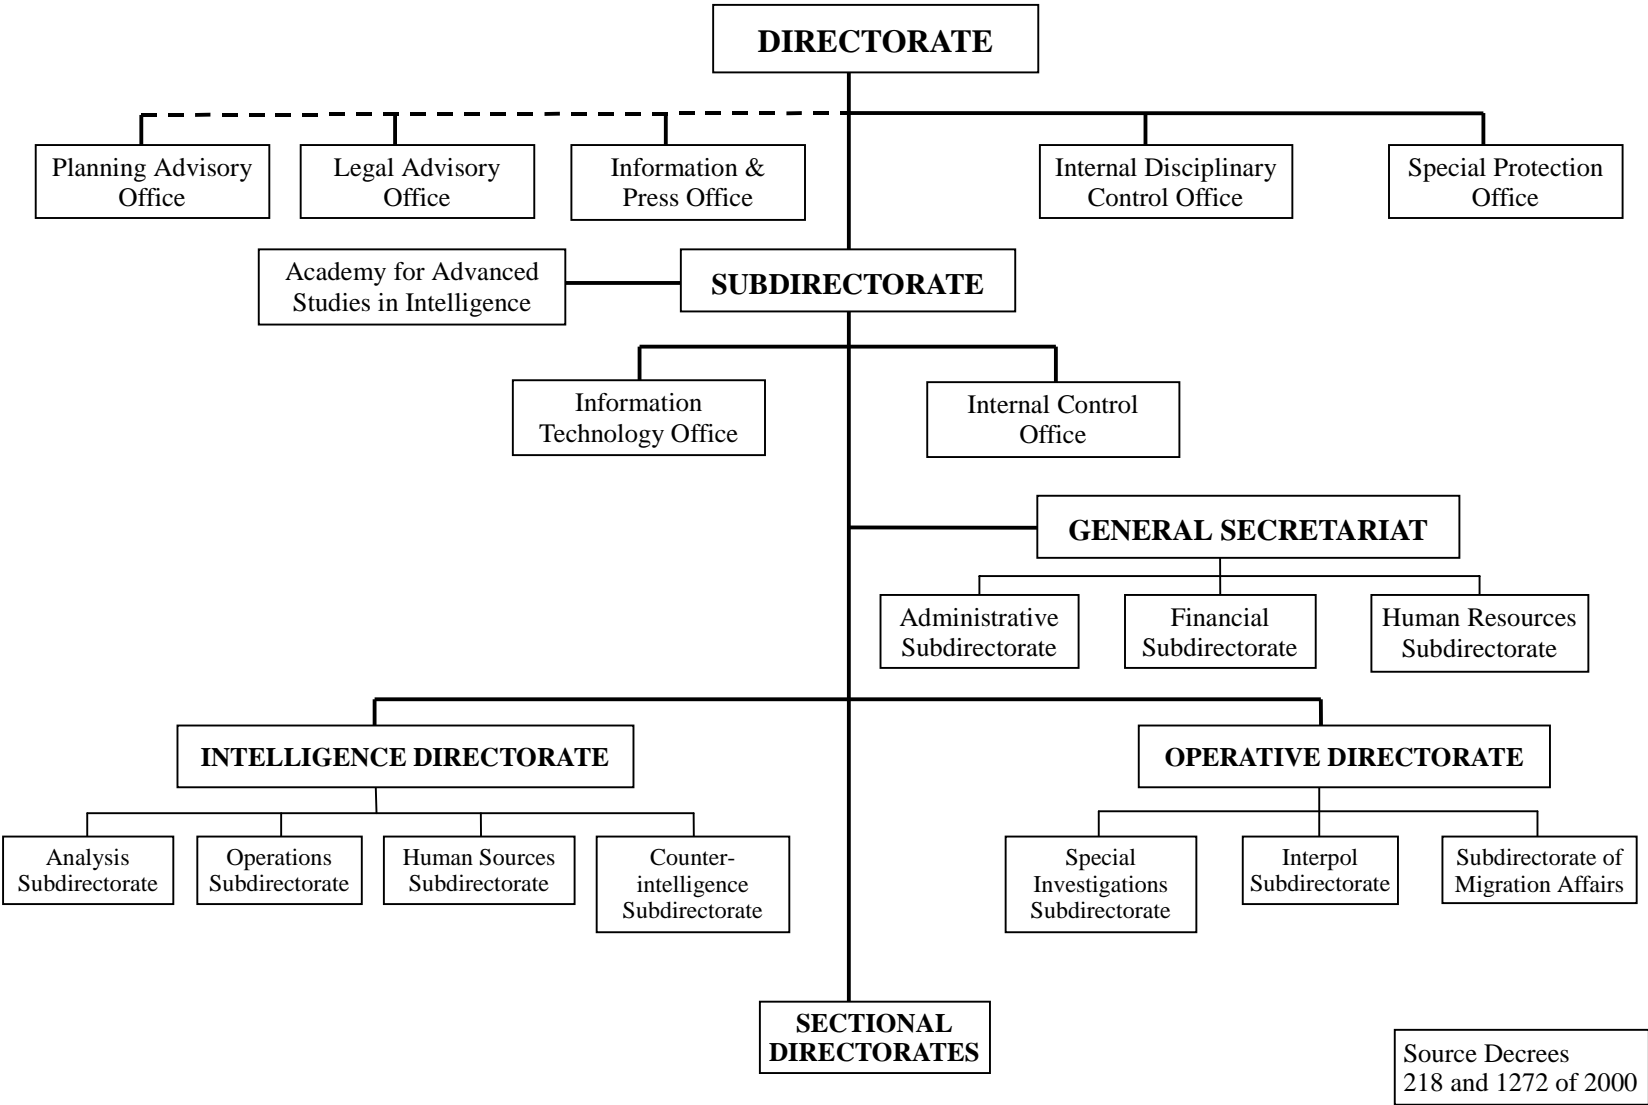 DIRECTORATE
Planning Advisory
Office
Legal Advisory
Office
Information &
Press Office
Internal Disciplinary
Control Office
Special Protection
Office
Academy for Advanced
Studies in Intelligence
SUBDIRECTORATE
Information
Technology Office
Internal Control
Office
GENERAL SECRETARIAT
Administrative
Subdirectorate
Financial
Subdirectorate
Human Resources
Subdirectorate
INTELLIGENCE DIRECTORATE
OPERATIVE DIRECTORATE
Analysis
Subdirectorate
Operations
Subdirectorate
Human Sources
Subdirectorate
Counter-
intelligence
Subdirectorate
Special
Investigations
Subdirectorate
Interpol
Subdirectorate
Subdirectorate of
Migration Affairs
SECTIONAL
DIRECTORATES
Source Decrees
218 and 1272 of 2000